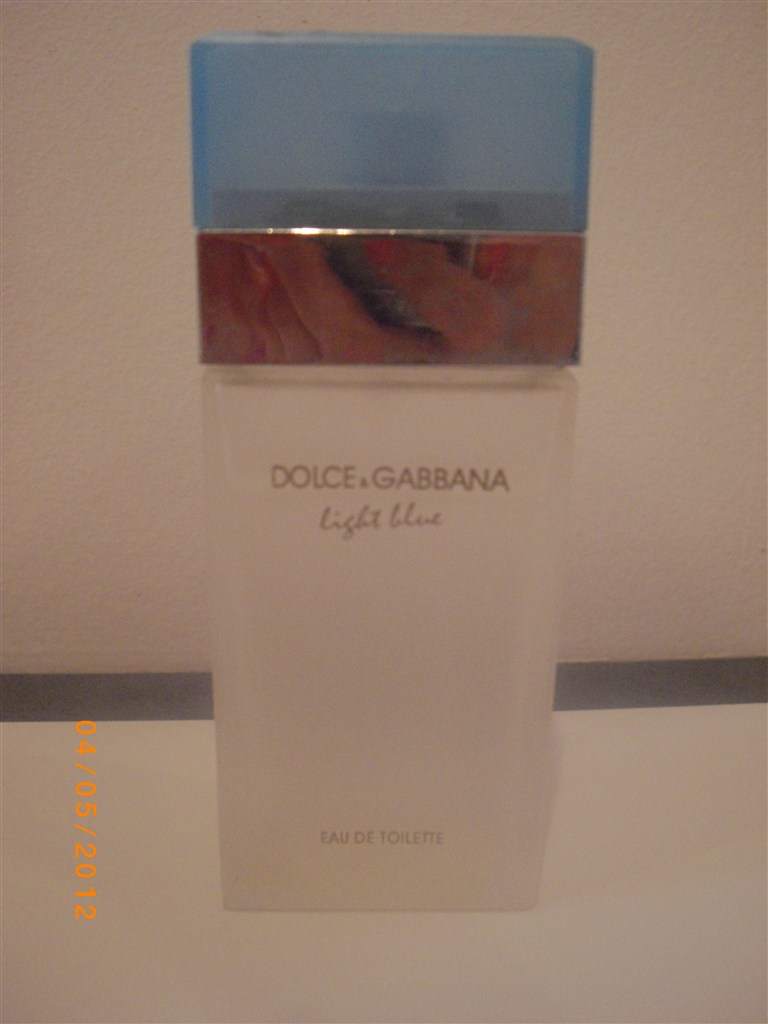 DOLCE & GABBANA
light blue
EAU DE TOILETTE
04/05/2012